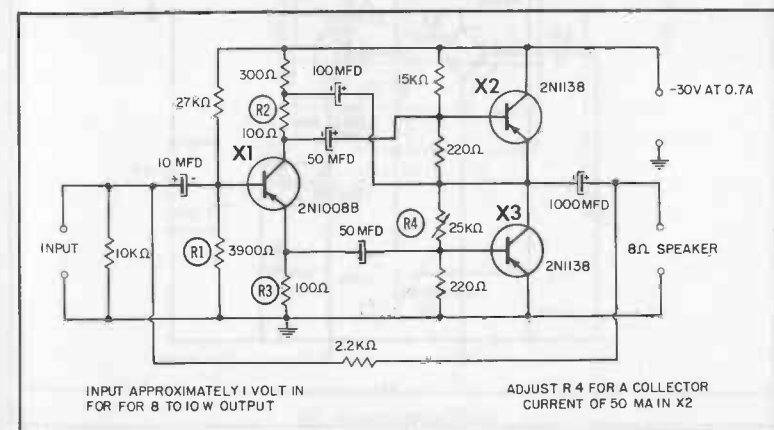 300Ω
100 MFD
15KΩ
X2
2N1138
-30V AT 0.7A
27KΩ
R2
100Ω
X1
50 MFD
220Ω
10 MFD
2N1008B
1000MFD
INPUT
10KΩ
R1
3900Ω
50 MFD
R4
25KΩ
X3
8Ω SPEAKER
R3
100Ω
220Ω
2N1138
2.2KΩ
INPUT APPROXIMATELY 1 VOLT IN
FOR FOR 8 TO 10 W OUTPUT
ADJUST R 4 FOR A COLLECTOR
CURRENT OF 50 MA IN X2